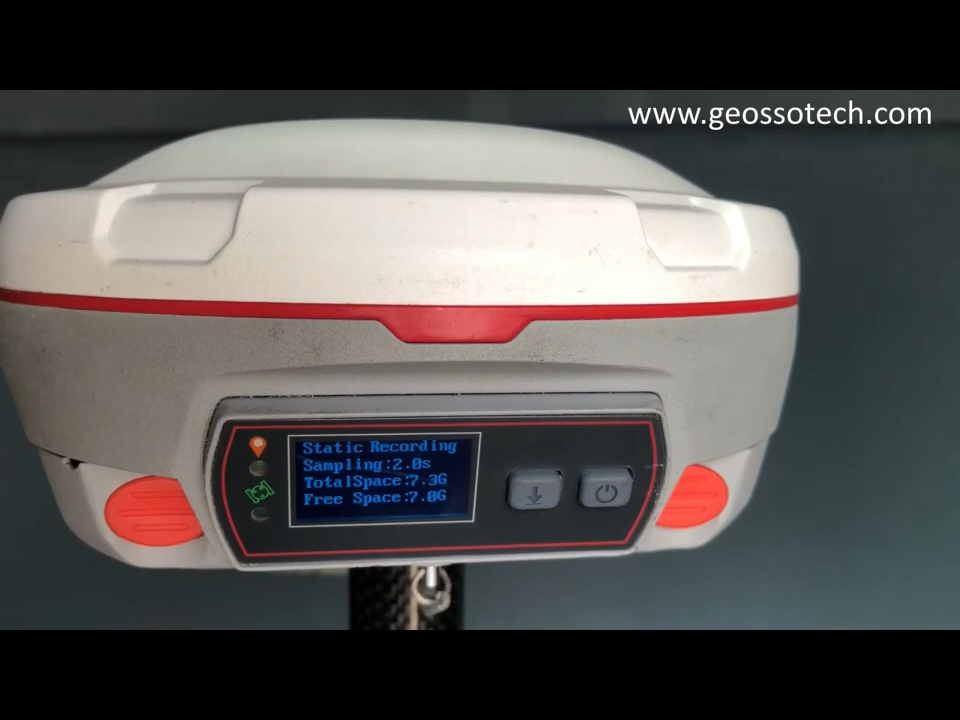 www.geossotech.com
Static Recording
Sampling:2.0s
TotalSpace:7.3G
Free Space:7.0G